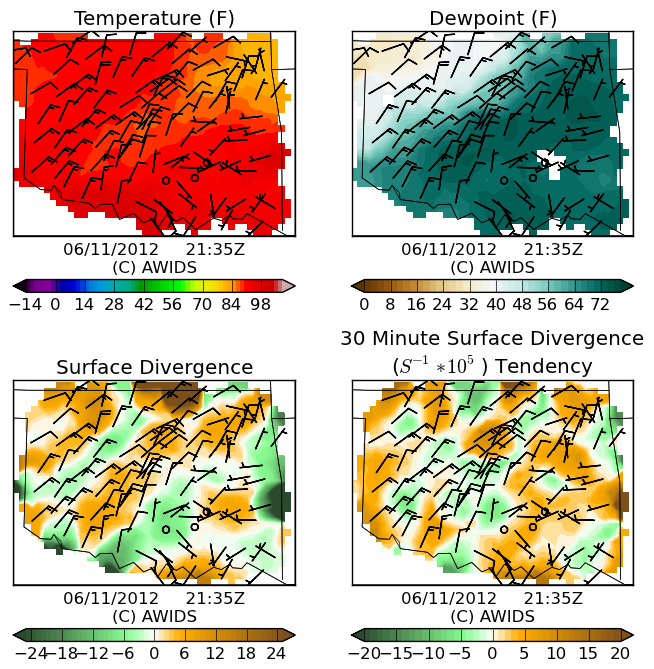 Temperature (F)
Dewpoint (F)
06/11/2012 21:35Z
(C) AWIDS
06/11/2012 21:35Z
(C) AWIDS
−14 0 14 28 42 56 70 84 98
0 8 16 24 32 40 48 56 64 72
Surface Divergence
30 Minute Surface Divergence
(S⁻¹ *10⁵ ) Tendency
06/11/2012 21:35Z
(C) AWIDS
06/11/2012 21:35Z
(C) AWIDS
−24 −18 −12 −6 0 6 12 18 24
−20 −15 −10 −5 0 5 10 15 20